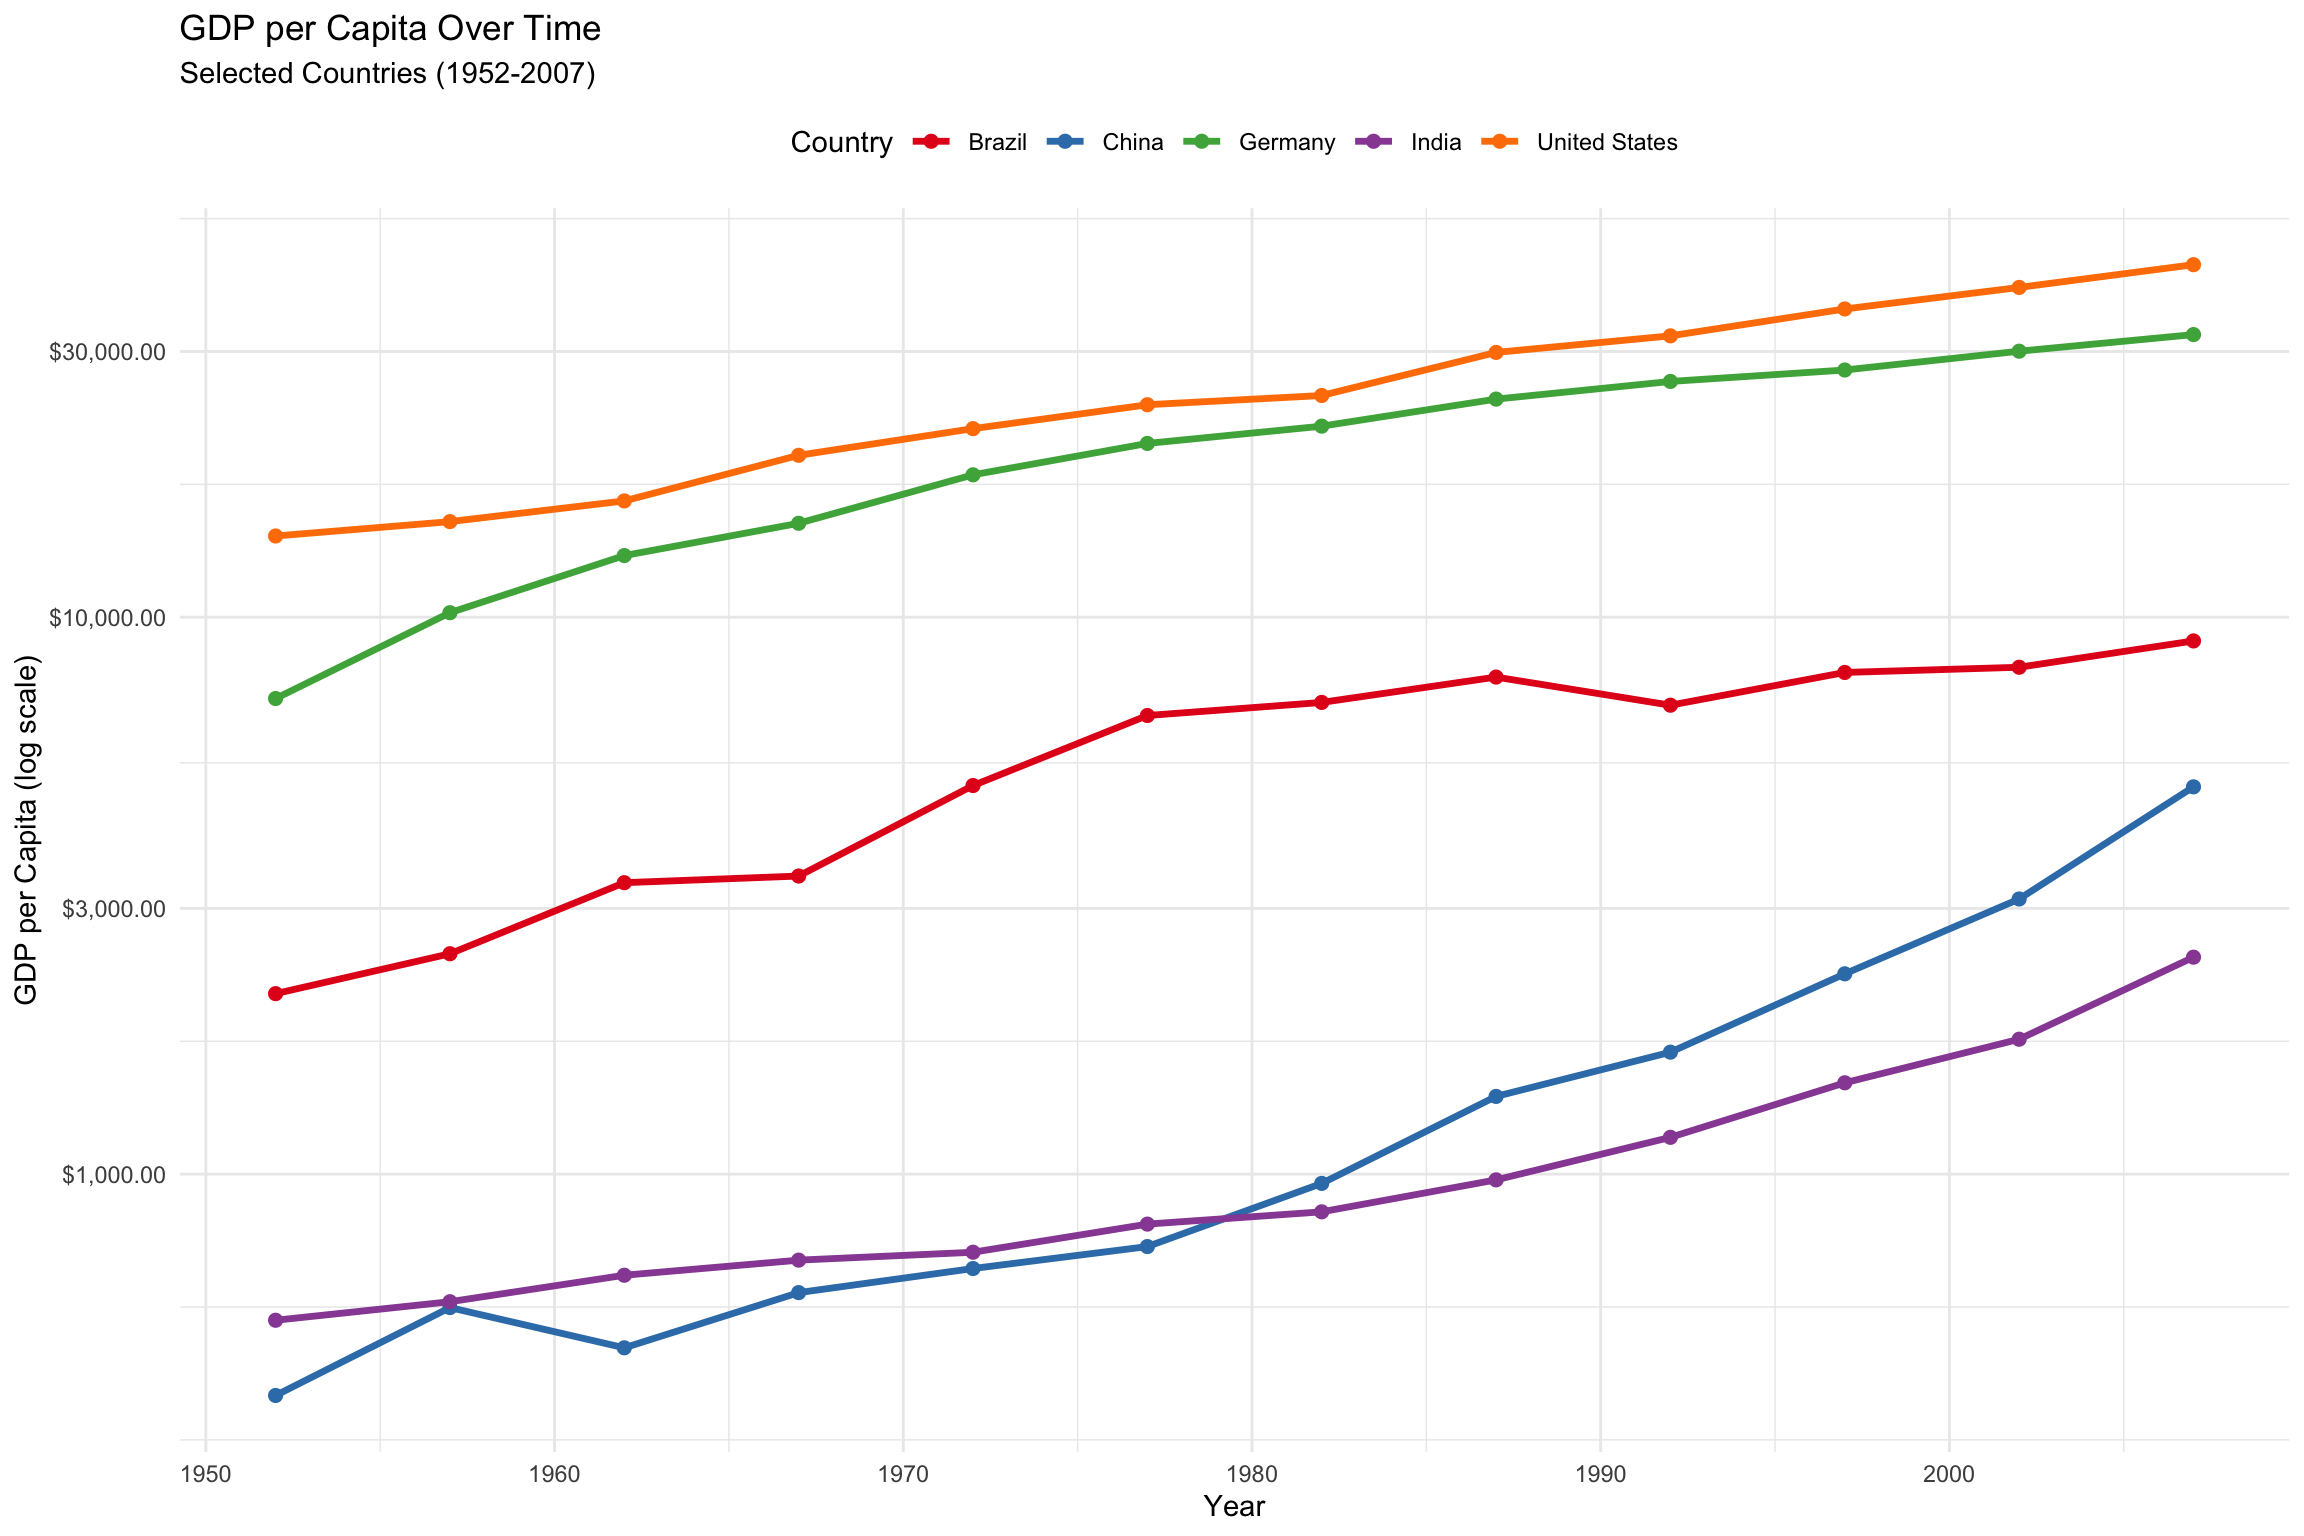 GDP per Capita Over Time
Selected Countries (1952-2007)
Country Brazil China Germany India United States
GDP per Capita (log scale)
$30,000.00
$10,000.00
$3,000.00
$1,000.00
1950 1960 1970 1980 1990 2000
Year